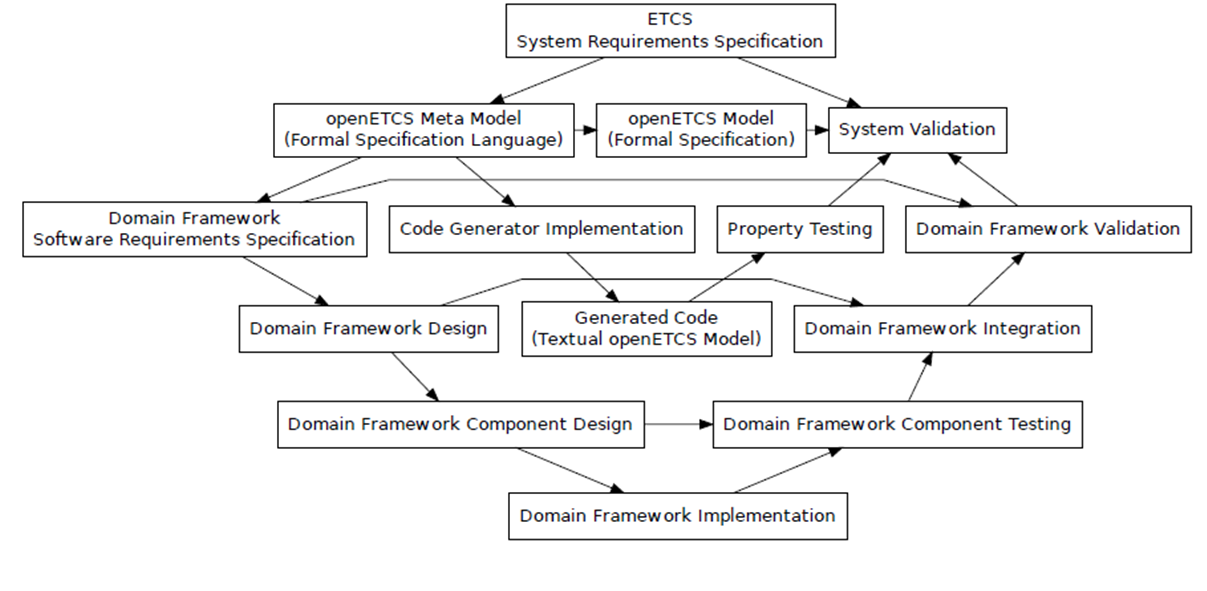 ETCS
System Requirements Specification
openETCS Meta Model
(Formal Specification Language)
openETCS Model
(Formal Specification)
System Validation
Domain Framework
Software Requirements Specification
Code Generator Implementation
Property Testing
Domain Framework Validation
Domain Framework Design
Generated Code
(Textual openETCS Model)
Domain Framework Integration
Domain Framework Component Design
Domain Framework Component Testing
Domain Framework Implementation